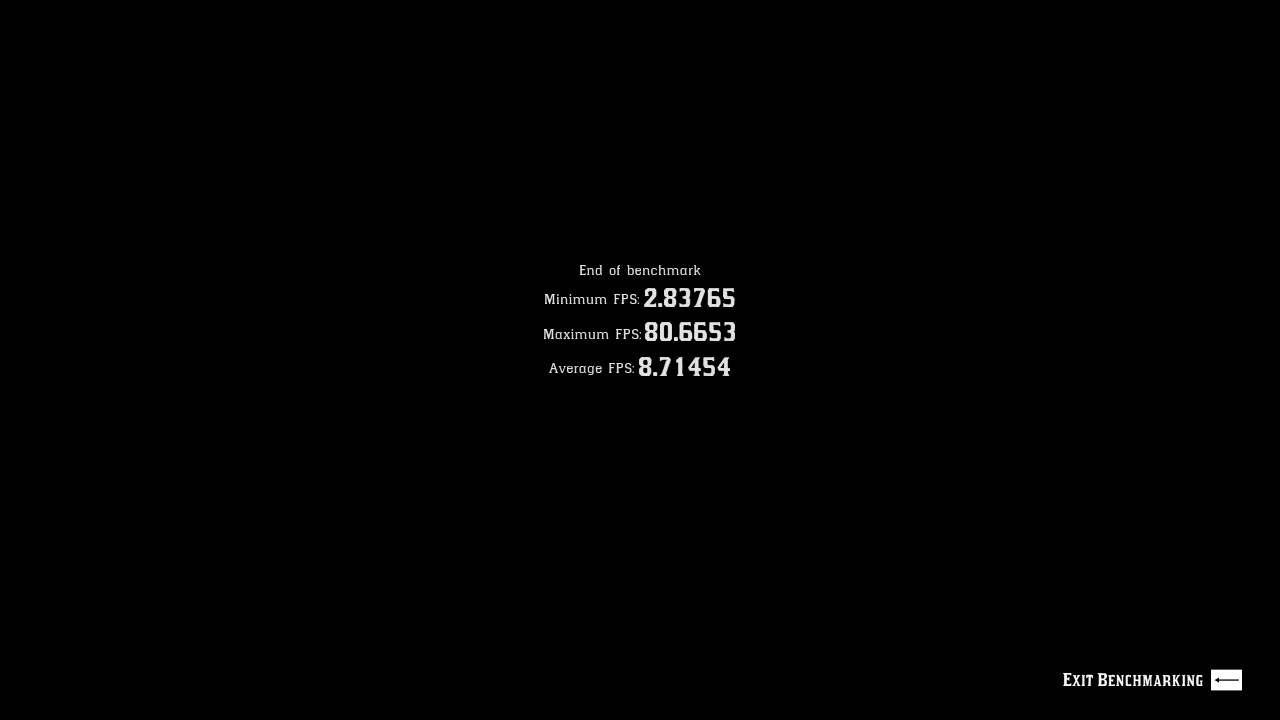 End of benchmark
Minimum FPS: 2.83765
Maximum FPS: 80.6653
Average FPS: 8.71454
Exit Benchmarking